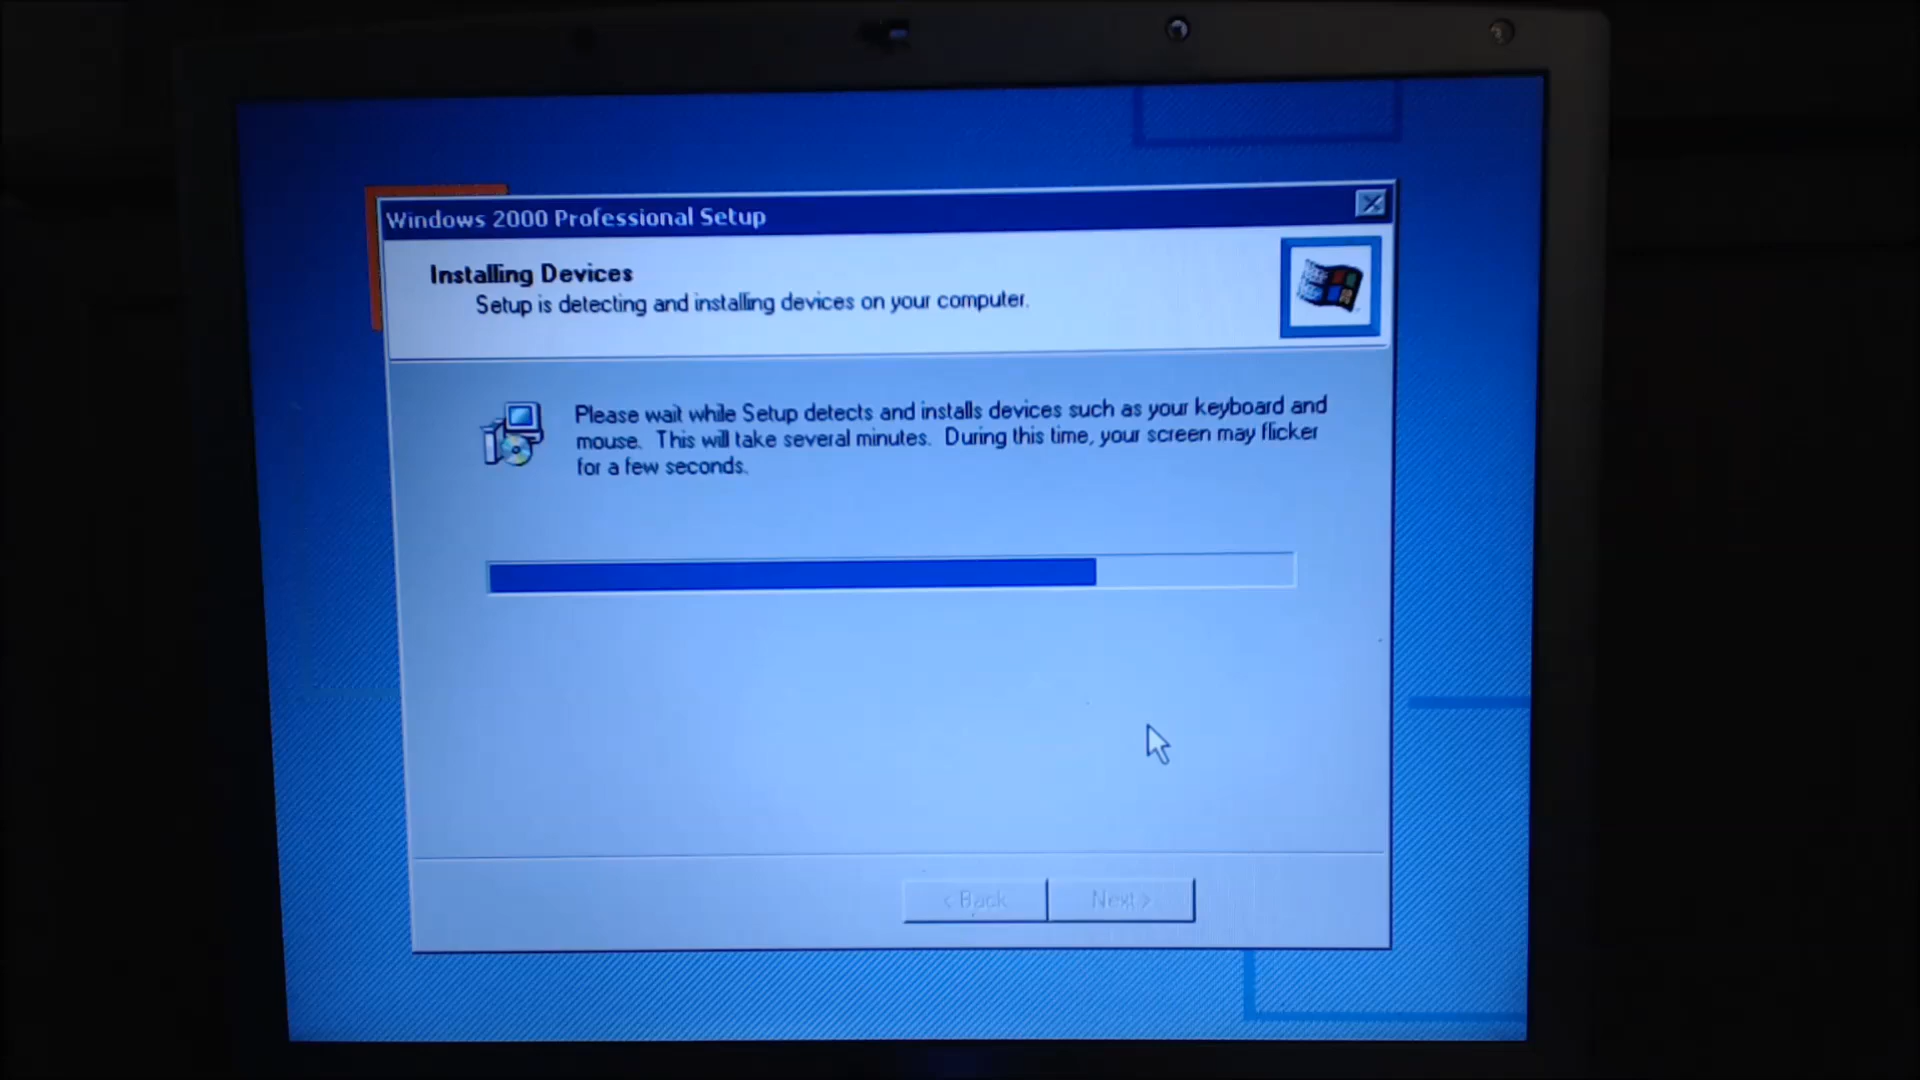 Windows 2000 Professional Setup
Installing Devices
Setup is detecting and installing devices on your computer.
Please wait while Setup detects and installs devices such as your keyboard and
mouse. This will take several minutes. During this time, your screen may flicker
for a few seconds.
< Back
Next >